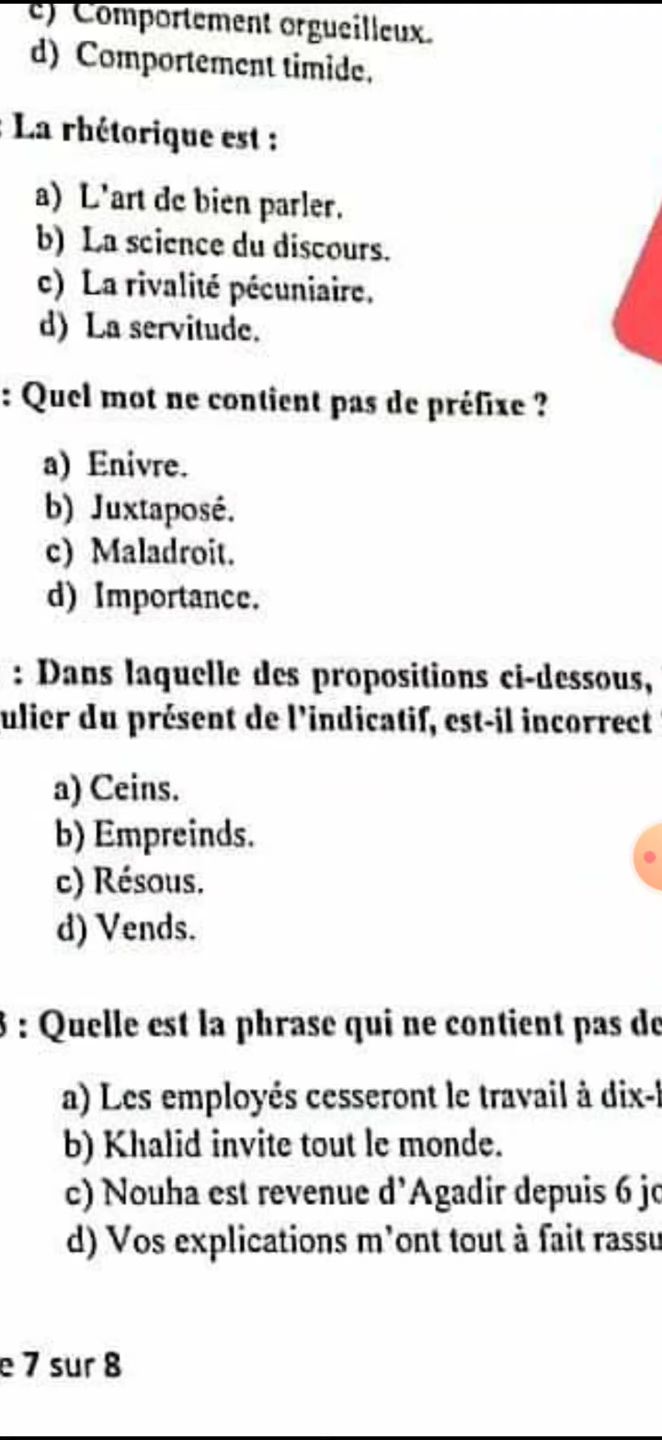 c) Comportement orgueilleux.
d) Comportement timide.
: La rhétorique est :
a) L'art de bien parler.
b) La science du discours.
c) La rivalité pécuniaire.
d) La servitude.
: Quel mot ne contient pas de préfixe ?
a) Enivre.
b) Juxtaposé.
c) Maladroit.
d) Importance.
: Dans laquelle des propositions ci-dessous,
ulier du présent de l'indicatif, est-il incorrect
a) Ceins.
b) Empreinds.
c) Résous.
d) Vends.
3 : Quelle est la phrase qui ne contient pas de
a) Les employés cesseront le travail à dix-
b) Khalid invite tout le monde.
c) Nouha est revenue d'Agadir depuis 6 jo
d) Vos explications m'ont tout à fait rassu
e 7 sur 8